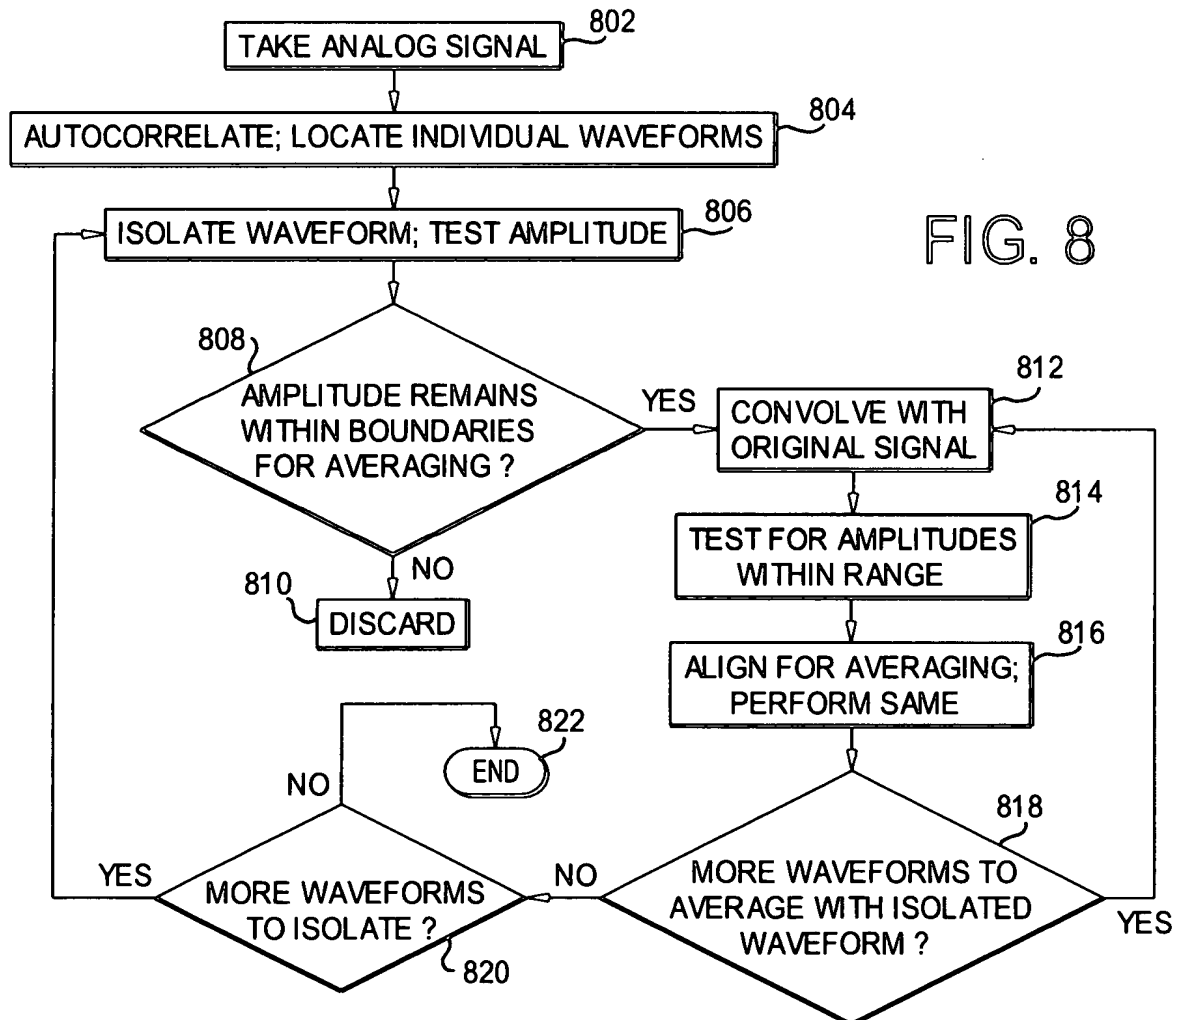 802
TAKE ANALOG SIGNAL
804
AUTOCORRELATE; LOCATE INDIVIDUAL WAVEFORMS
806
ISOLATE WAVEFORM; TEST AMPLITUDE
FIG. 8
808
AMPLITUDE REMAINS
WITHIN BOUNDARIES
FOR AVERAGING ?
YES
812
CONVOLVE WITH
ORIGINAL SIGNAL
NO
810
DISCARD
814
TEST FOR AMPLITUDES
WITHIN RANGE
816
ALIGN FOR AVERAGING;
PERFORM SAME
822
END
NO
818
MORE WAVEFORMS TO
AVERAGE WITH ISOLATED
WAVEFORM ?
YES
NO
YES
MORE WAVEFORMS
TO ISOLATE ?
820